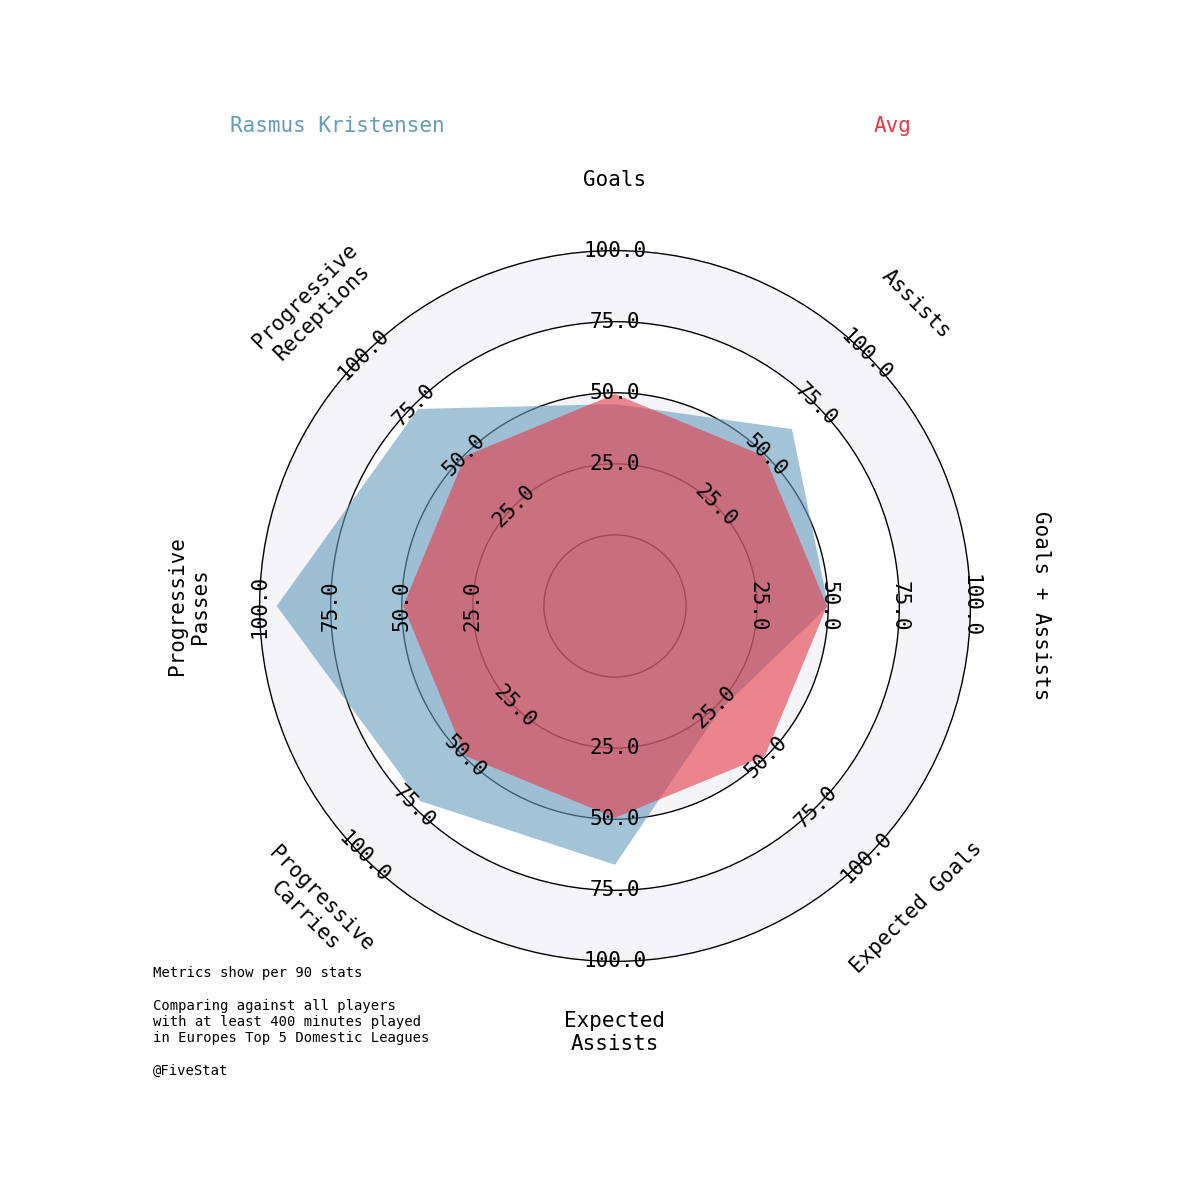 Rasmus Kristensen
Avg
Goals
Assists
Goals + Assists
Expected Goals
Expected
Assists
Progressive
Carries
Progressive
Passes
Progressive
Receptions
25.0
50.0
75.0
100.0
25.0
50.0
75.0
100.0
25.0
50.0
75.0
100.0
25.0
50.0
75.0
100.0
25.0
50.0
75.0
100.0
25.0
50.0
75.0
100.0
25.0
50.0
75.0
100.0
25.0
50.0
75.0
100.0
Metrics show per 90 stats
Comparing against all players
with at least 400 minutes played
in Europes Top 5 Domestic Leagues
@FiveStat